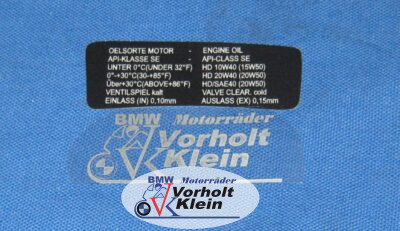 OELSORTE MOTOR - ENGINE OIL
API-KLASSE SE - API-CLASS SE
UNTER 0°C(UNDER 32°F) HD 10W40 (15W50)
0°-+30°C(30-+85°F) HD 20W40 (20W50)
Über+30°C(ABOVE+86°F) HD/SAE40 (20W50)
VENTILSPIEL kalt VALVE CLEAR. cold
EINLASS (IN) 0,10mm AUSLASS (EX) 0,15mm
BMW Motorräder
Vorholt
Klein
BMW Motorräder
Vorholt
Klein